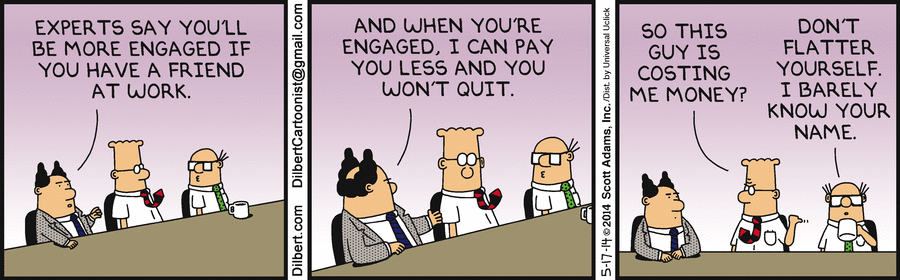 EXPERTS SAY YOU'LL
BE MORE ENGAGED IF
YOU HAVE A FRIEND
AT WORK.
Dilbert.com DilbertCartoonist@gmail.com
AND WHEN YOU'RE
ENGAGED, I CAN PAY
YOU LESS AND YOU
WON'T QUIT.
5-17-14 © 2014 Scott Adams, Inc. /Dist. by Universal Uclick
SO THIS
GUY IS
COSTING
ME MONEY?
DON'T
FLATTER
YOURSELF.
I BARELY
KNOW YOUR
NAME.